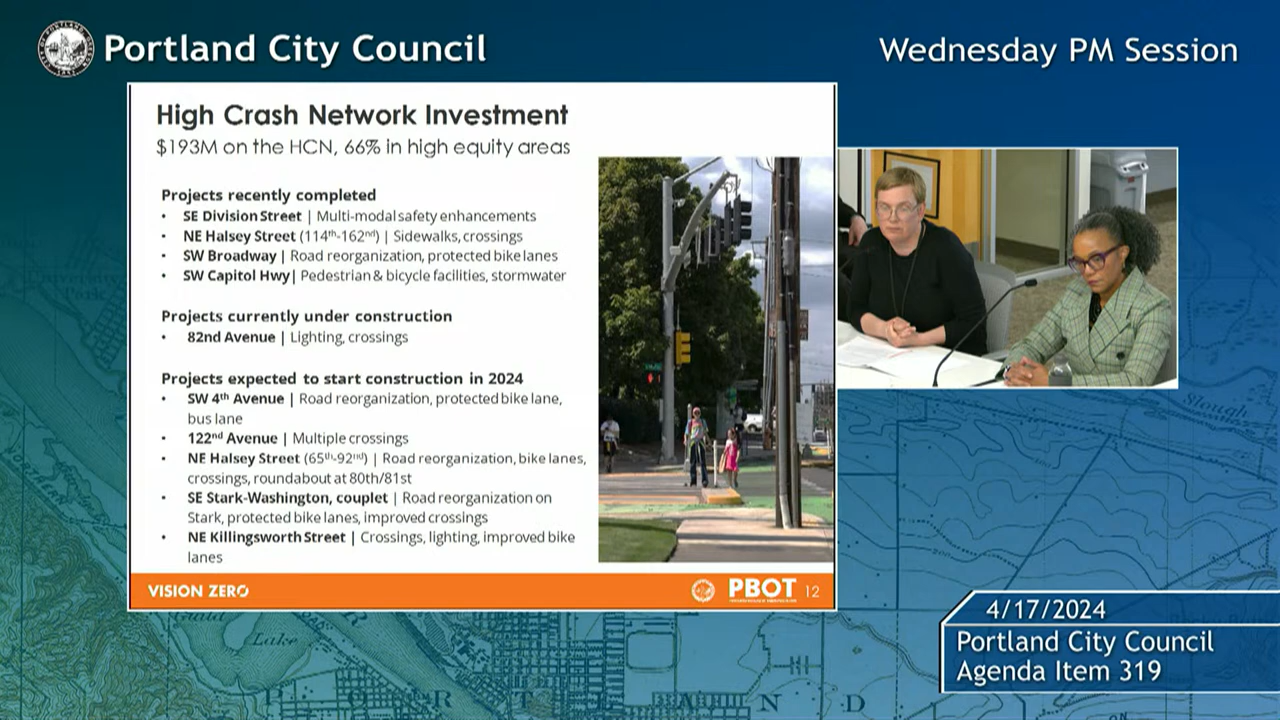 Portland City Council
Wednesday PM Session
High Crash Network Investment
$193M on the HCN, 66% in high equity areas
Projects recently completed
• SE Division Street | Multi-modal safety enhancements
• NE Halsey Street (114th-162nd) | Sidewalks, crossings
• SW Broadway | Road reorganization, protected bike lanes
• SW Capitol Hwy| Pedestrian & bicycle facilities, stormwater
Projects currently under construction
• 82nd Avenue | Lighting, crossings
Projects expected to start construction in 2024
• SW 4th Avenue | Road reorganization, protected bike lane,
bus lane
• 122nd Avenue | Multiple crossings
• NE Halsey Street (65th-92nd) | Road reorganization, bike lanes,
crossings, roundabout at 80th/81st
• SE Stark-Washington, couplet | Road reorganization on
Stark, protected bike lanes, improved crossings
• NE Killingsworth Street | Crossings, lighting, improved bike
lanes
VISION ZERO
PBOT 12
Slough
4/17/2024
Portland City Council
Agenda Item 319
Guild
Lake
P O R T L A N D